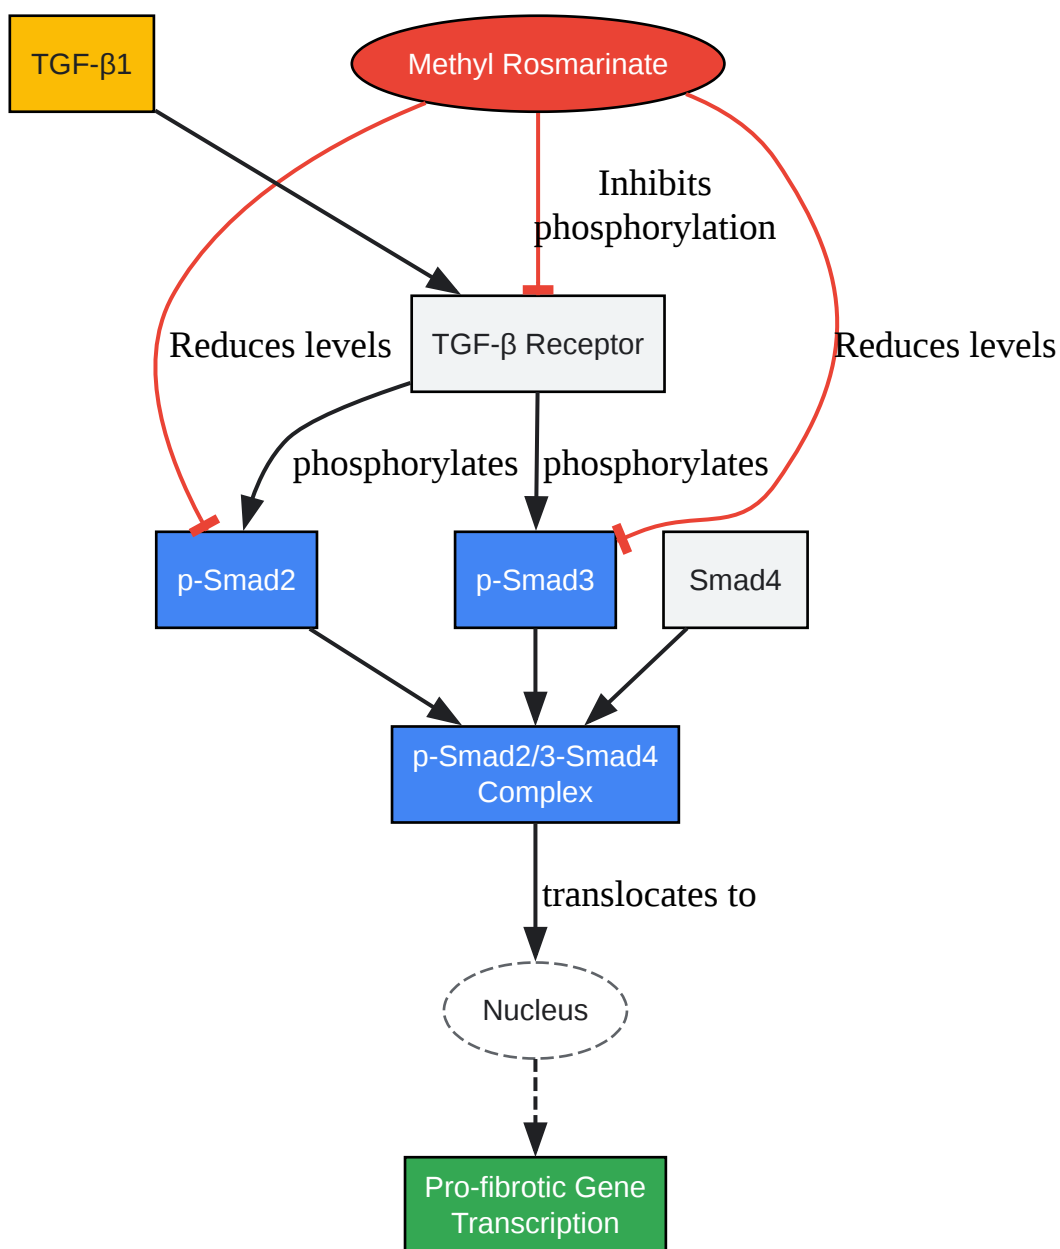 TGF-β1
Methyl Rosmarinate
Inhibits
phosphorylation
Reduces levels
TGF-β Receptor
Reduces levels
phosphorylates
phosphorylates
p-Smad2
p-Smad3
Smad4
p-Smad2/3-Smad4
Complex
translocates to
Nucleus
Pro-fibrotic Gene
Transcription